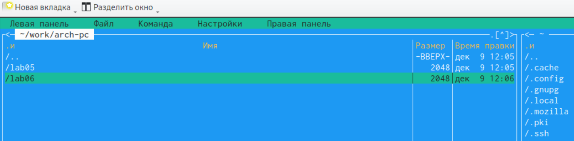 Новая вкладка Разделить окно
Левая панель Файл Команда Настройки Правая панель
<─ ~/work/arch-pc .[^]> <─ ~
.и Имя Размер Время правки .и
/.. -ВВЕРХ- дек 9 12:05 /..
/lab05 2048 дек 9 12:05 /.cache
/lab06 2048 дек 9 12:06 /.config
/.gnupg
/.local
/.mozilla
/.pki
/.ssh